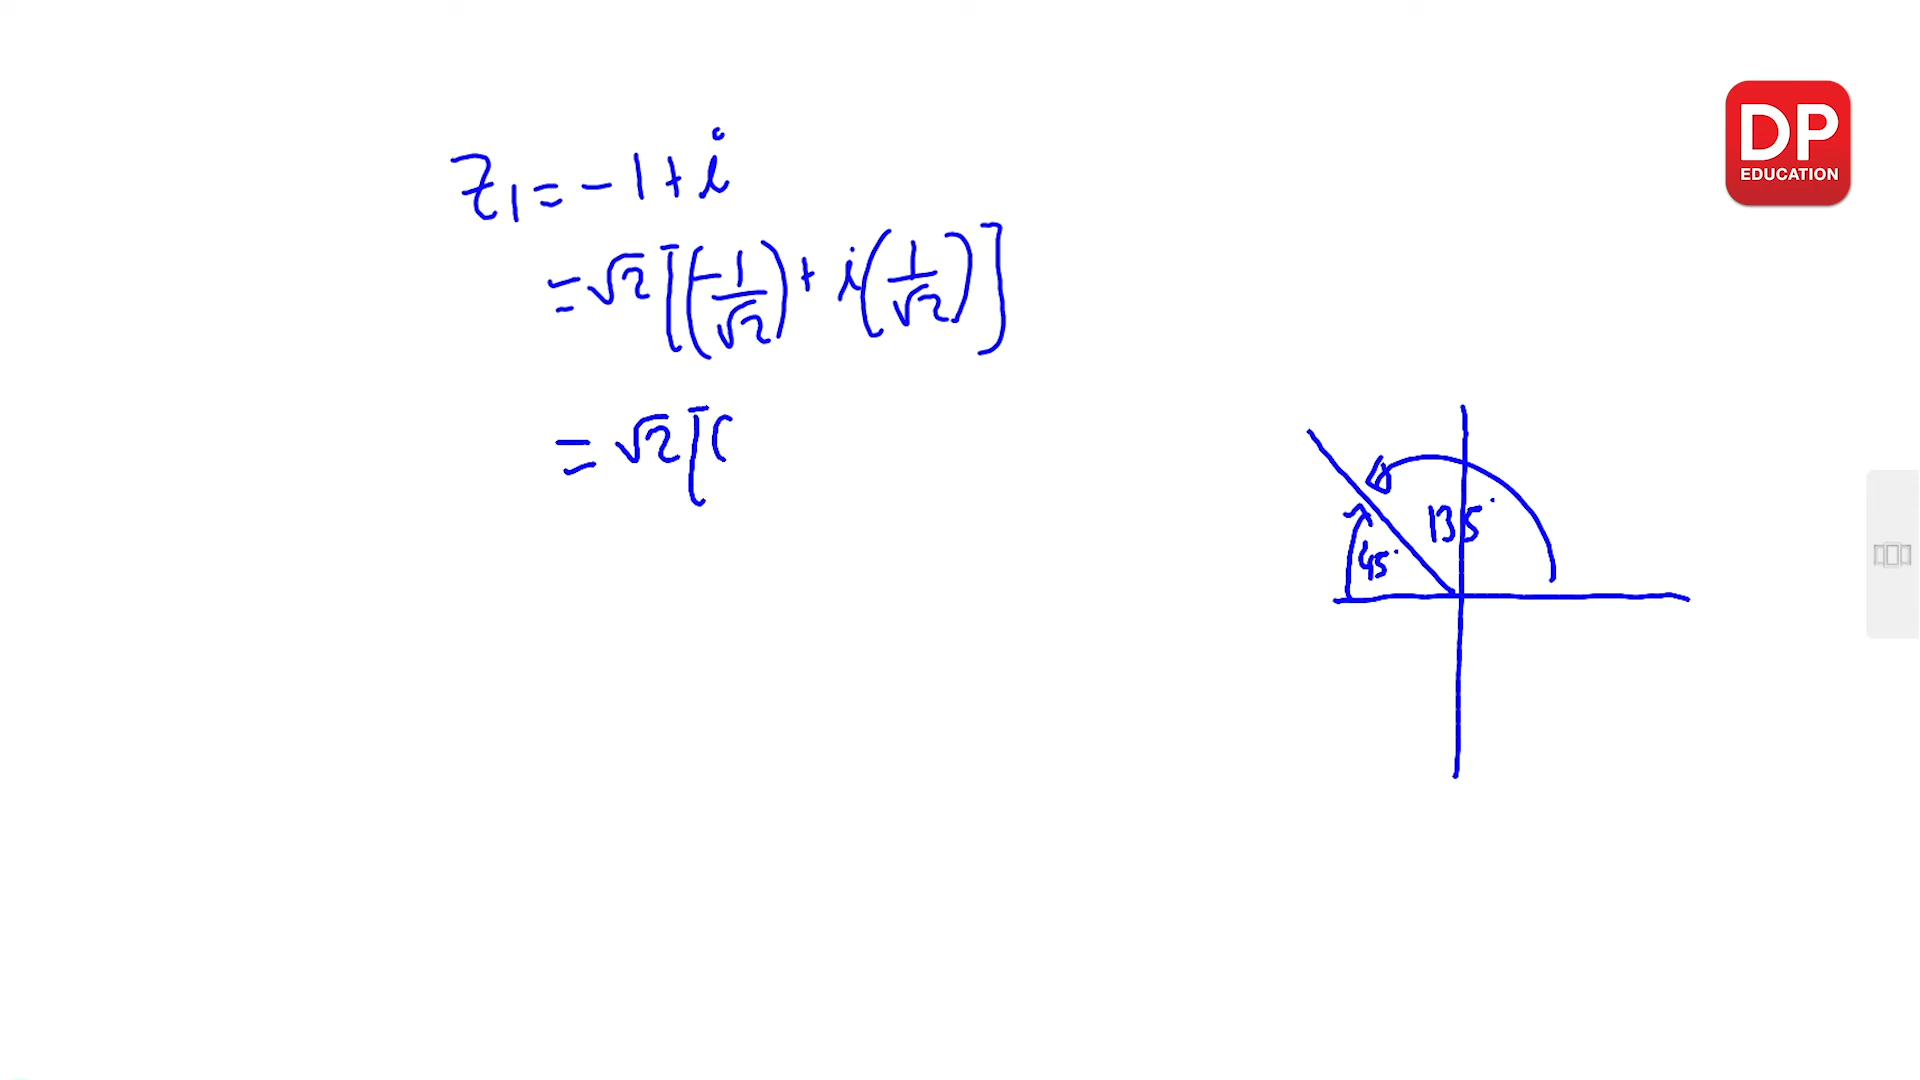 z₁ = -1 + i
= √2 [(-1/√2) + i(1/√2)]
= √2 [(
135°
45°
DP
EDUCATION